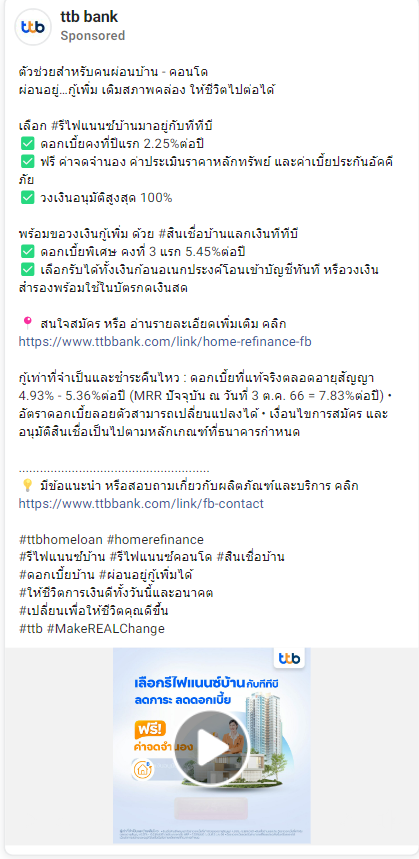 ttb
ttb bank
Sponsored
ตัวช่วยสำหรับคนผ่อนบ้าน - คอนโด
ผ่อนอยู่...กู้เพิ่ม เติมสภาพคล่อง ให้ชีวิตไปต่อได้
เลือก #รีไฟแนนซ์บ้านมาอยู่กับทีทีบี
✅ ดอกเบี้ยคงที่ปีแรก 2.25%ต่อปี
✅ ฟรี ค่าจดจำนอง ค่าประเมินราคาหลักทรัพย์ และค่าเบี้ยประกันอัคคี
ภัย
✅ วงเงินอนุมัติสูงสุด 100%
พร้อมขอวงเงินกู้เพิ่ม ด้วย #สินเชื่อบ้านแลกเงินทีทีบี
✅ ดอกเบี้ยพิเศษ คงที่ 3 แรก 5.45%ต่อปี
✅ เลือกรับได้ทั้งเงินก้อนอเนกประงค์โอนเข้าบัญชีทันที หรือวงเงิน
สำรองพร้อมใช้ในบัตรกดเงินสด
📍 สนใจสมัคร หรือ อ่านรายละเอียดเพิ่มเติม คลิก
https://www.ttbbank.com/link/home-refinance-fb
กู้เท่าที่จำเป็นและชำระคืนไหว : ดอกเบี้ยที่แท้จริงตลอดอายุสัญญา
4.93% - 5.36%ต่อปี (MRR ปัจจุบัน ณ วันที่ 3 ต.ค. 66 = 7.83%ต่อปี) •
อัตราดอกเบี้ยลอยตัวสามารถเปลี่ยนแปลงได้ • เงื่อนไขการสมัคร และ
อนุมัติสินเชื่อเป็นไปตามหลักเกณฑ์ที่ธนาคารกำหนด
......................................................
💡 มีข้อแนะนำ หรือสอบถามเกี่ยวกับผลิตภัณฑ์และบริการ คลิก
https://www.ttbbank.com/link/fb-contact
#ttbhomeloan #homerefinance
#รีไฟแนนซ์บ้าน #รีไฟแนนซ์คอนโด #สินเชื่อบ้าน
#ดอกเบี้ยบ้าน #ผ่อนอยู่กู้เพิ่มได้
#ให้ชีวิตการเงินดีทั้งวันนี้และอนาคต
#เปลี่ยนเพื่อให้ชีวิตคุณดีขึ้น
#ttb #MakeREALChange
ttb
เลือกรีไฟแนนซ์บ้าน กับทีทีบี
ลดภาระ ลดดอกเบี้ย
ฟรี!
ค่าจดจำนอง